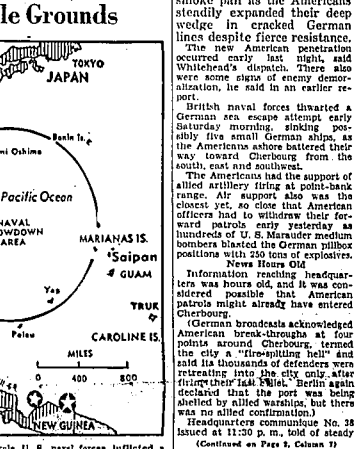 le Grounds
TOKYO
JAPAN
Bonin Is.
mi Oshima
Pacific Ocean
NAVAL
OWDOWN
AREA
MARIANAS IS.
Saipan
GUAM
Yap
TRUK
Palau
CAROLINE IS.
MILES
0 400 800
NEW GUINEA
U. S. naval forces inflicted a
smoke pall as the Americans
stendily expanded their deep
wedge in cracked German
lines despite fierce resistance.
The new American penetration
occurred early last night, said
Whitehead's dispatch. There also
were some signs of enemy demor-
alization, he said in an earlier re-
port.
British naval forces thwarted a
German sea escape attempt early
Saturday morning, sinking pos-
sibly five small German ships, as
the Americans ashore battered their
way toward Cherbourg from the
south, east and southwest.
The Americans had the support of
allied artillery firing at point-bank
range. Air support also was the
closest yet, so close that American
officers had to withdraw their for-
ward patrols early yesterday as
hundreds of U. S. Marauder medium
bombers blasted the German pillbox
positions with 250 tons of explosives.
News Hours Old
Information reaching headquar-
ters was hours old, and it was con-
sidered possible that American
patrols might already have entered
Cherbourg.
(German broadcasts acknowledged
American break-throughs at four
points around Cherbourg, termed
the city a "fire-spitting hell" and
said its thousands of defenders were
retreating into the city only after
firing their last bullet. Berlin again
declared that the port was being
shelled by allied warships, but there
was no allied confirmation.)
Headquarters communique No. 38
issued at 11:30 p. m., told of steady
(Continued on Page 2, Column 7)